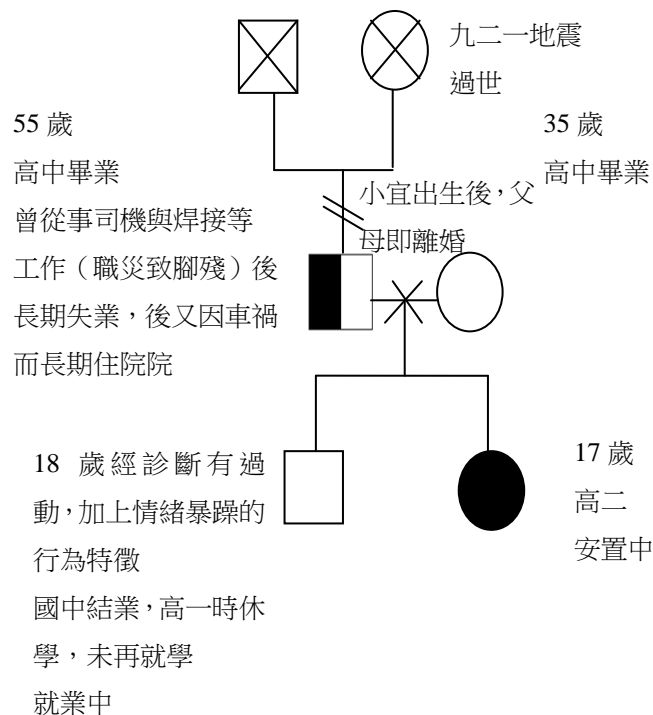 九二一地震
過世
55 歲
高中畢業
曾從事司機與焊接等
工作（職災致腳殘）後
長期失業，後又因車禍
而長期住院院
35 歲
高中畢業
小宜出生後，父
母即離婚
18 歲經診斷有過
動，加上情緒暴躁的
行為特徵
國中結業，高一時休
學，未再就學
就業中
17 歲
高二
安置中